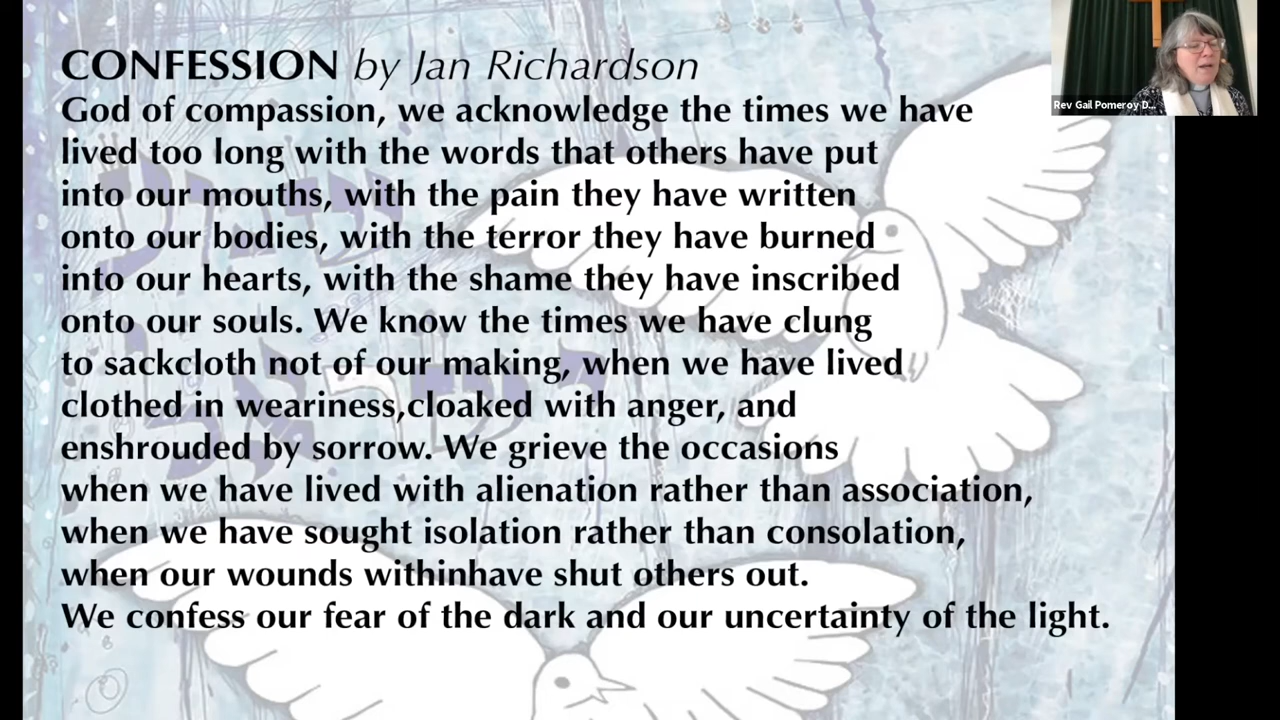 CONFESSION by Jan Richardson
God of compassion, we acknowledge the times we have
lived too long with the words that others have put
into our mouths, with the pain they have written
onto our bodies, with the terror they have burned
into our hearts, with the shame they have inscribed
onto our souls. We know the times we have clung
to sackcloth not of our making, when we have lived
clothed in weariness,cloaked with anger, and
enshrouded by sorrow. We grieve the occasions
when we have lived with alienation rather than association,
when we have sought isolation rather than consolation,
when our wounds withinhave shut others out.
We confess our fear of the dark and our uncertainty of the light.
Rev Gail Pomeroy D...